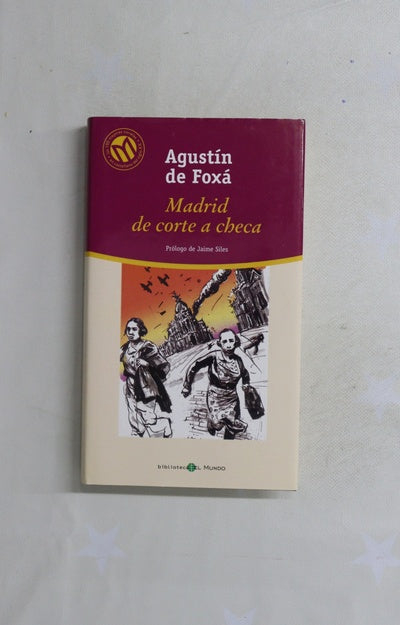 Agustín
de Foxá
Madrid
de corte a checa
Prólogo de Jaime Siles
biblioteca EL MUNDO